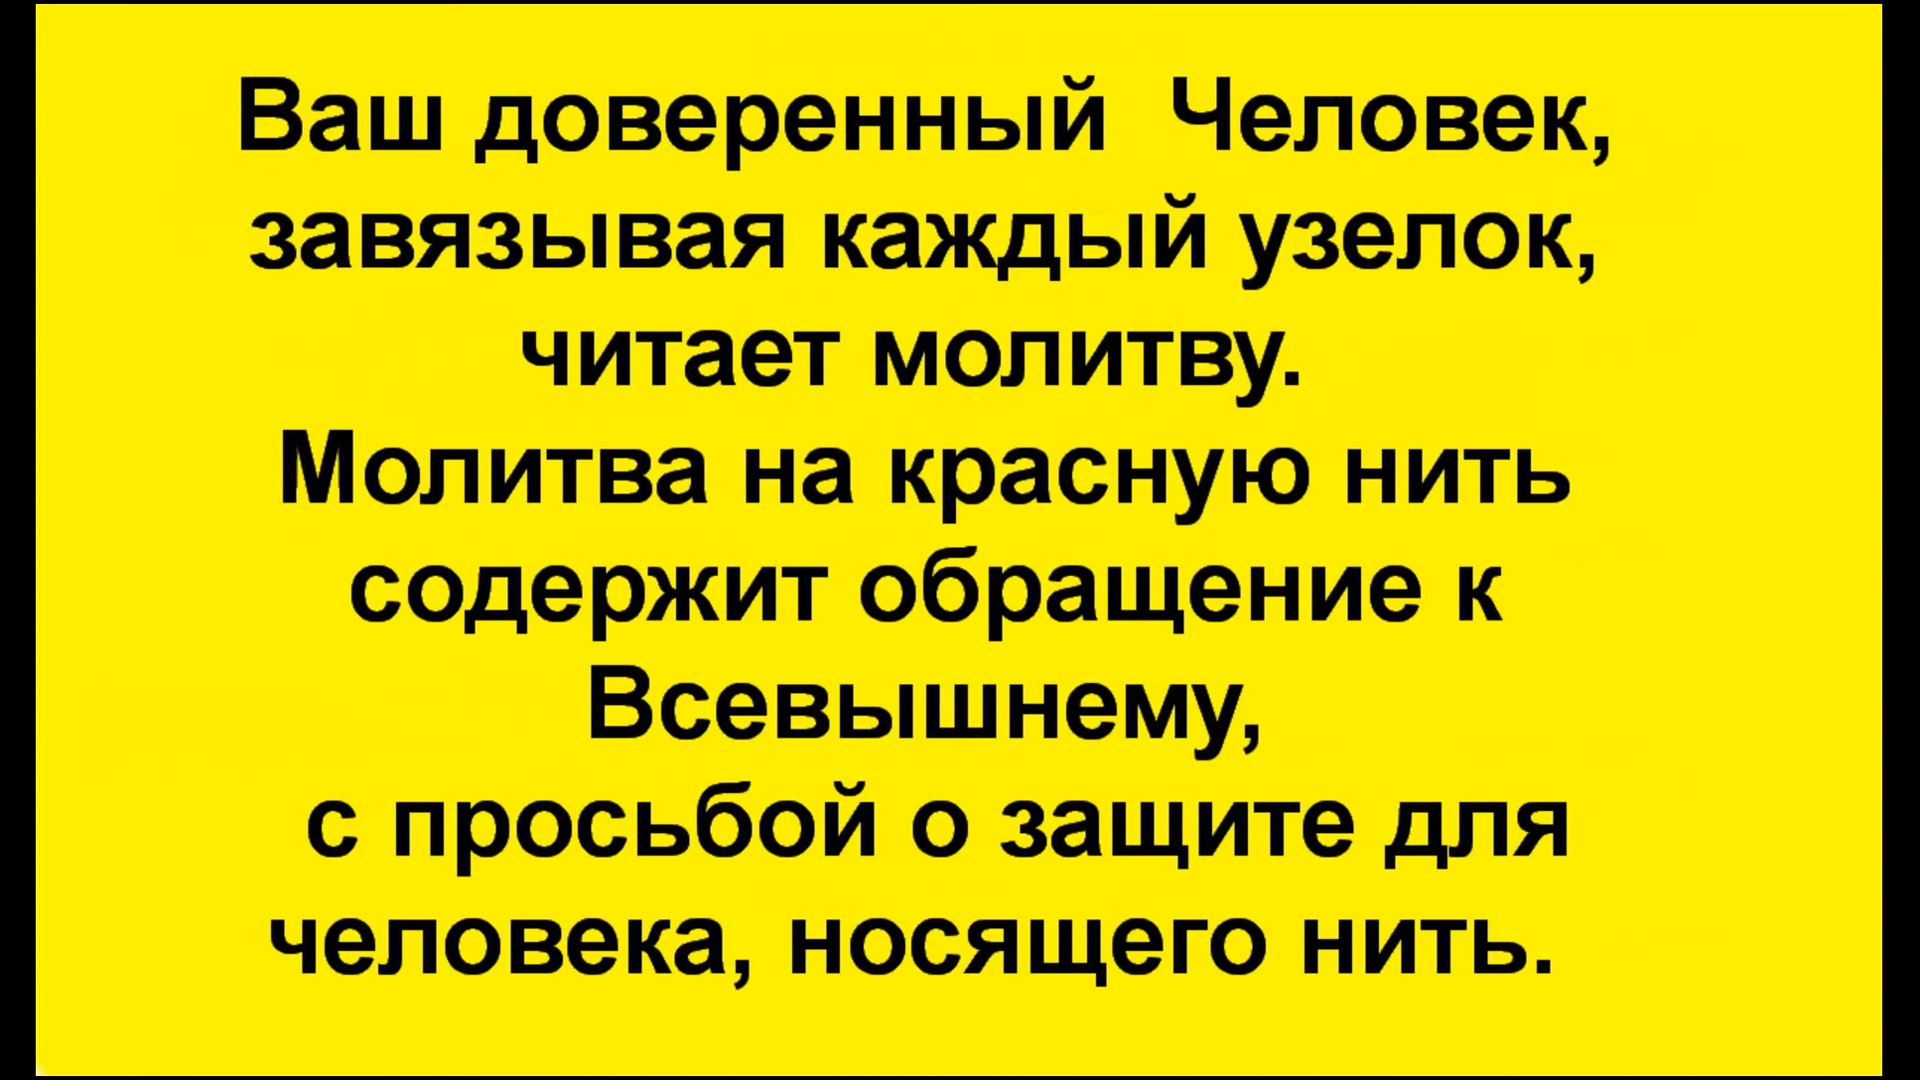 Ваш доверенный Человек,
завязывая каждый узелок,
читает молитву.
Молитва на красную нить
содержит обращение к
Всевышнему,
с просьбой о защите для
человека, носящего нить.